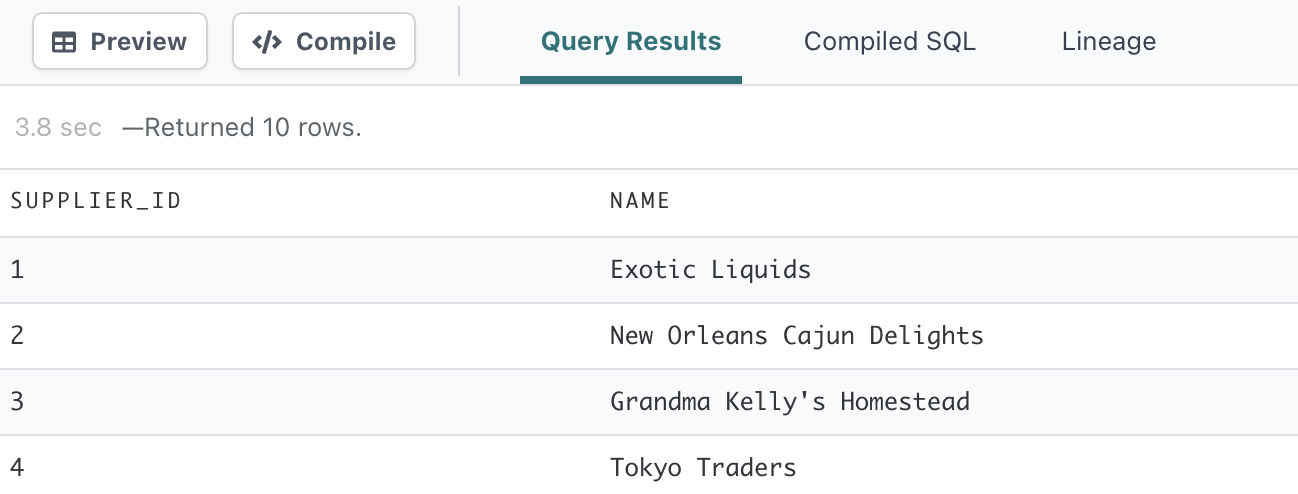 Preview </> Compile Query Results Compiled SQL Lineage
3.8 sec —Returned 10 rows.
SUPPLIER_ID NAME
1 Exotic Liquids
2 New Orleans Cajun Delights
3 Grandma Kelly's Homestead
4 Tokyo Traders